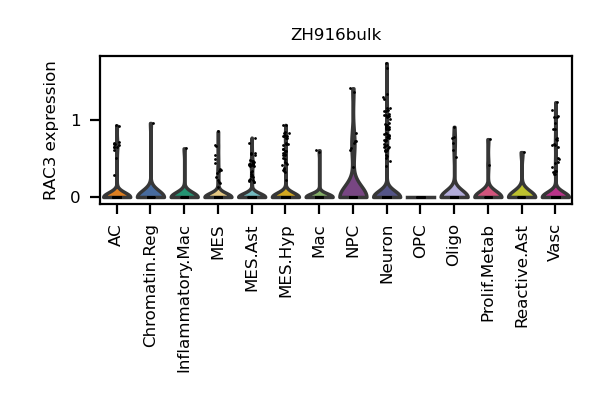 ZH916bulk
RAC3 expression
1
0
AC
Chromatin.Reg
Inflammatory.Mac
MES
MES.Ast
MES.Hyp
Mac
NPC
Neuron
OPC
Oligo
Prolif.Metab
Reactive.Ast
Vasc